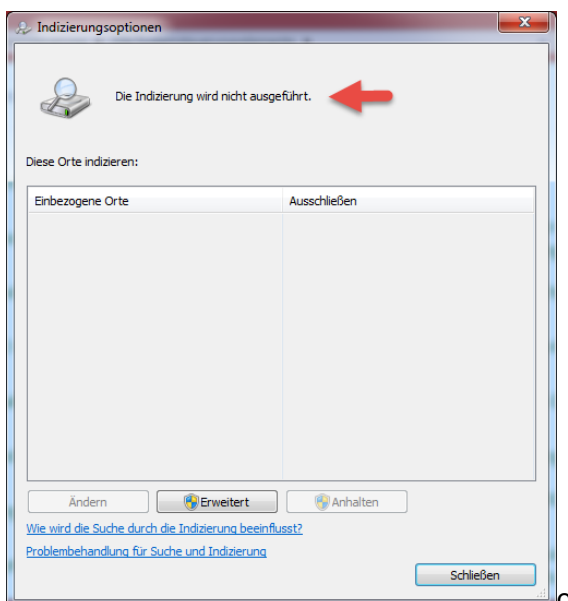 Indizierungsoptionen
Die Indizierung wird nicht ausgeführt.
Diese Orte indizieren:
Einbezogene Orte
Ausschließen
Ändern
Erweitert
Anhalten
Wie wird die Suche durch die Indizierung beeinflusst?
Problembehandlung für Suche und Indizierung
Schließen